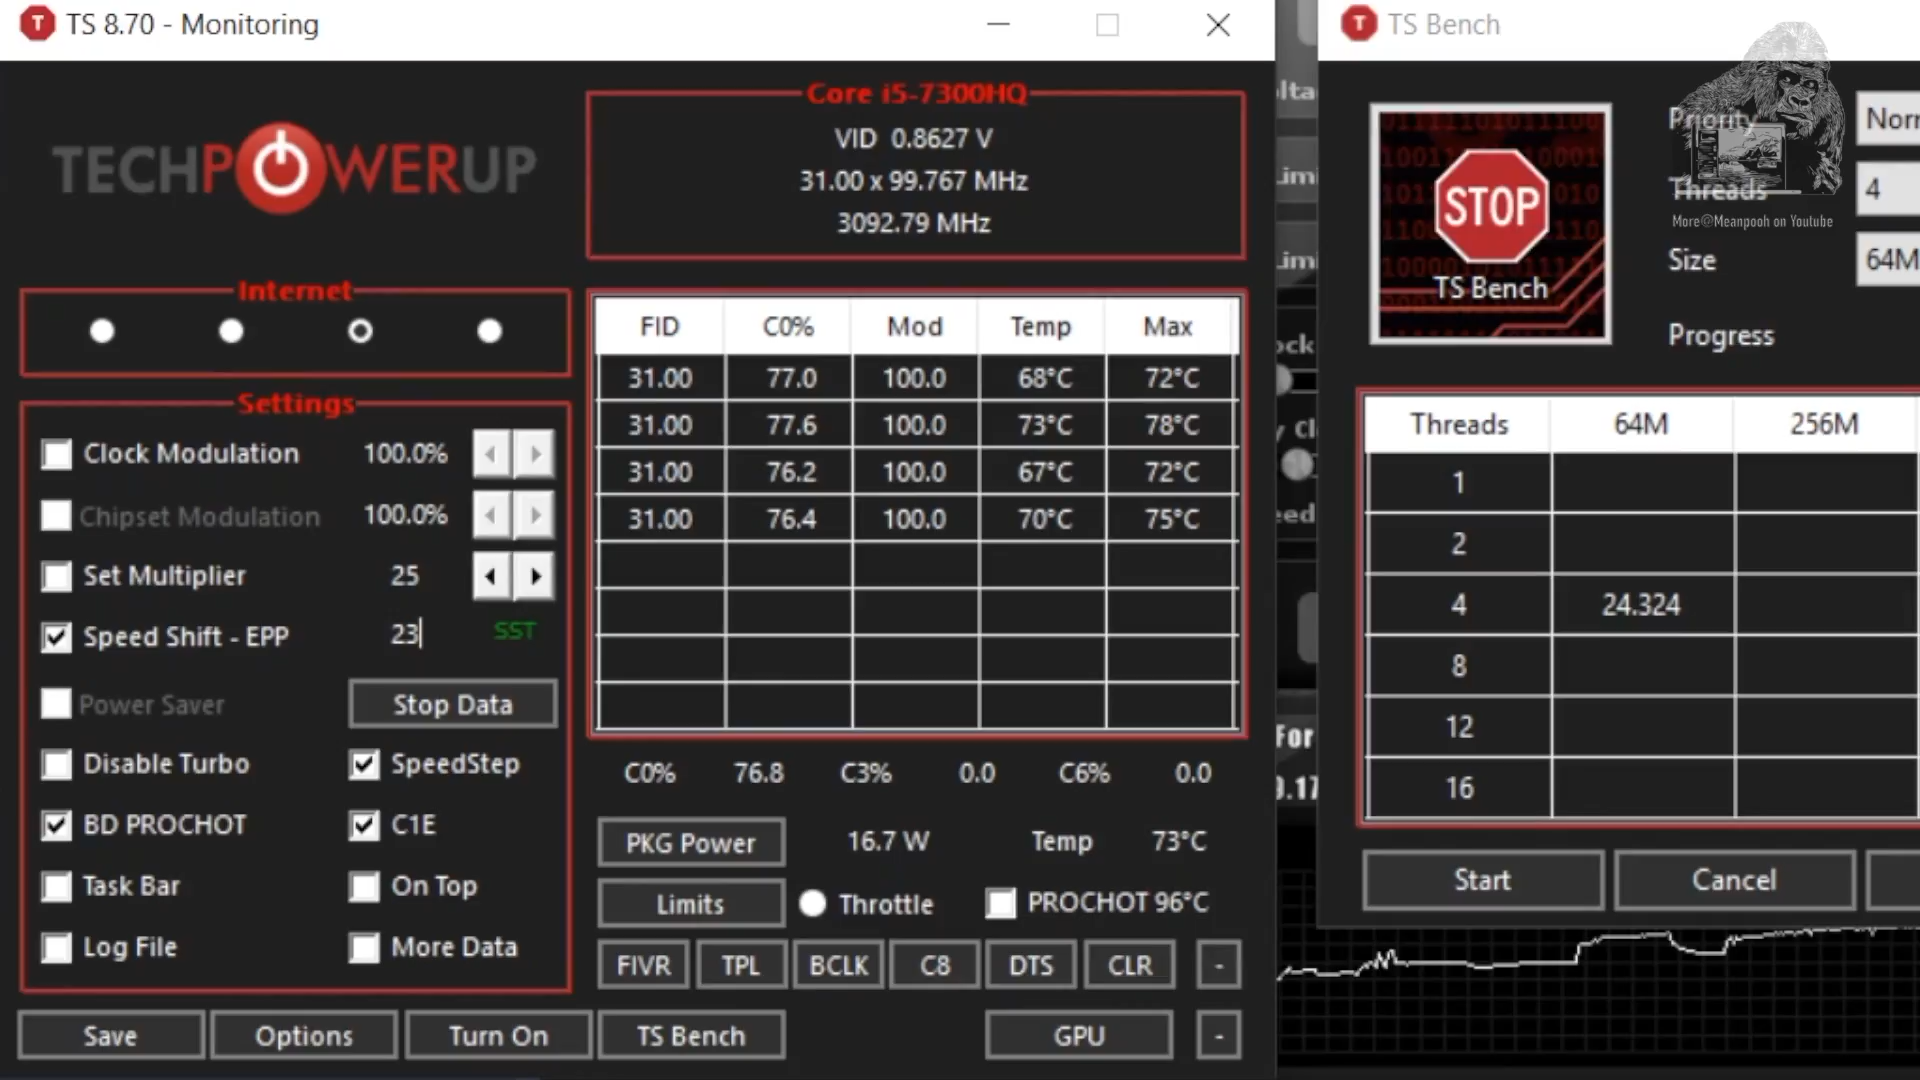 TS 8.70 - Monitoring
TECHPOWERUP
Core i5-7300HQ
VID 0.8627 V
31.00 x 99.767 MHz
3092.79 MHz
Internet
FID C0% Mod Temp Max
31.00 77.0 100.0 68°C 72°C
31.00 77.6 100.0 73°C 78°C
31.00 76.2 100.0 67°C 72°C
31.00 76.4 100.0 70°C 75°C
Settings
Clock Modulation 100.0%
Chipset Modulation 100.0%
Set Multiplier 25
Speed Shift - EPP 23 SST
Power Saver Stop Data
Disable Turbo SpeedStep
BD PROCHOT C1E
Task Bar On Top
Log File More Data
C0% 76.8 C3% 0.0 C6% 0.0
PKG Power 16.7 W Temp 73°C
Limits Throttle PROCHOT 96°C
FIVR TPL BCLK C8 DTS CLR -
Save Options Turn On TS Bench GPU -
For
TS Bench
STOP
TS Bench
Priority
Threads 4
More@Meanpooh on Youtube
Size 64M
Progress
Threads 64M 256M
1
2
4 24.324
8
12
16
Start Cancel